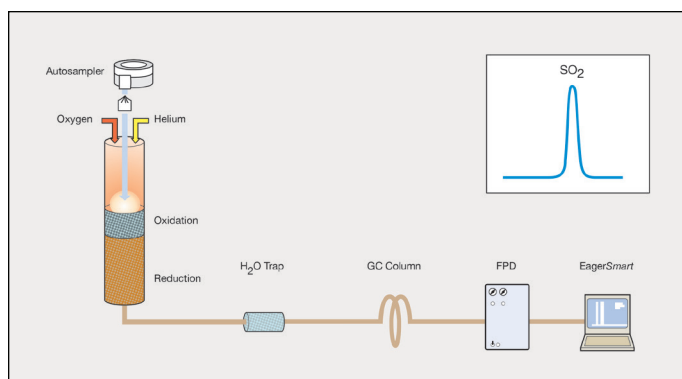 Autosampler
SO₂
Oxygen
Helium
Oxidation
Reduction
H₂O Trap
GC Column
FPD
EagerSmart